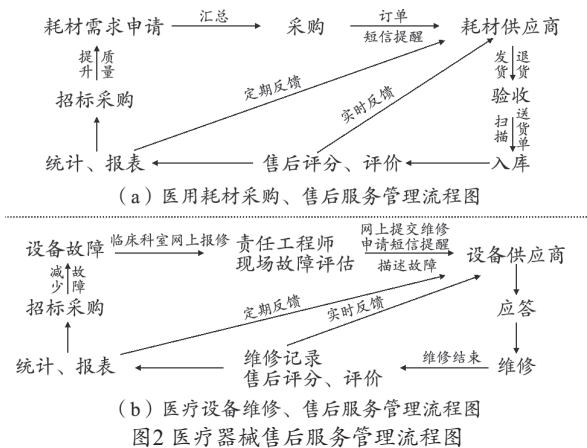 耗材需求申请
汇总
采购
订单
短信提醒
耗材供应商
提升
质量
发货
退货
招标采购
定期反馈
实时反馈
验收
扫描
送货单
统计、报表
售后评分、评价
入库
(a)医用耗材采购、售后服务管理流程图
设备故障
临床科室网上报修
责任工程师
现场故障评估
网上提交维修
申请短信提醒
描述故障
设备供应商
减少
故障
招标采购
定期反馈
实时反馈
应答
统计、报表
维修记录
售后评分、评价
维修结束
维修
(b)医疗设备维修、售后服务管理流程图
图2 医疗器械售后服务管理流程图